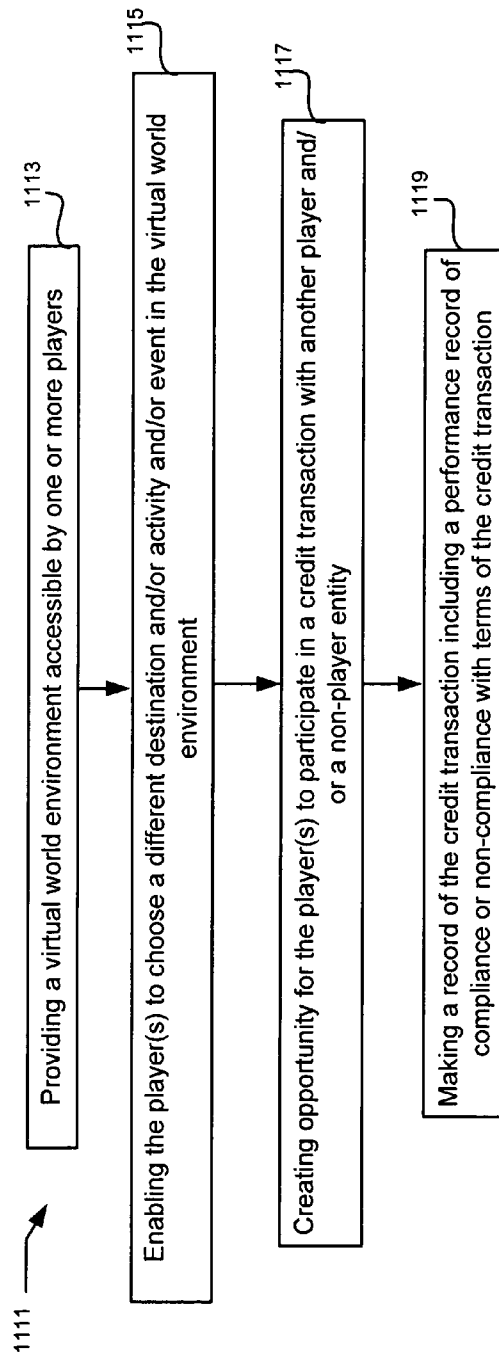 1111
1113
Providing a virtual world environment accessible by one or more players
1115
Enabling the player(s) to choose a different destination and/or activity and/or event in the virtual world
environment
1117
Creating opportunity for the player(s) to participate in a credit transaction with another player and/
or a non-player entity
1119
Making a record of the credit transaction including a performance record of
compliance or non-compliance with terms of the credit transaction